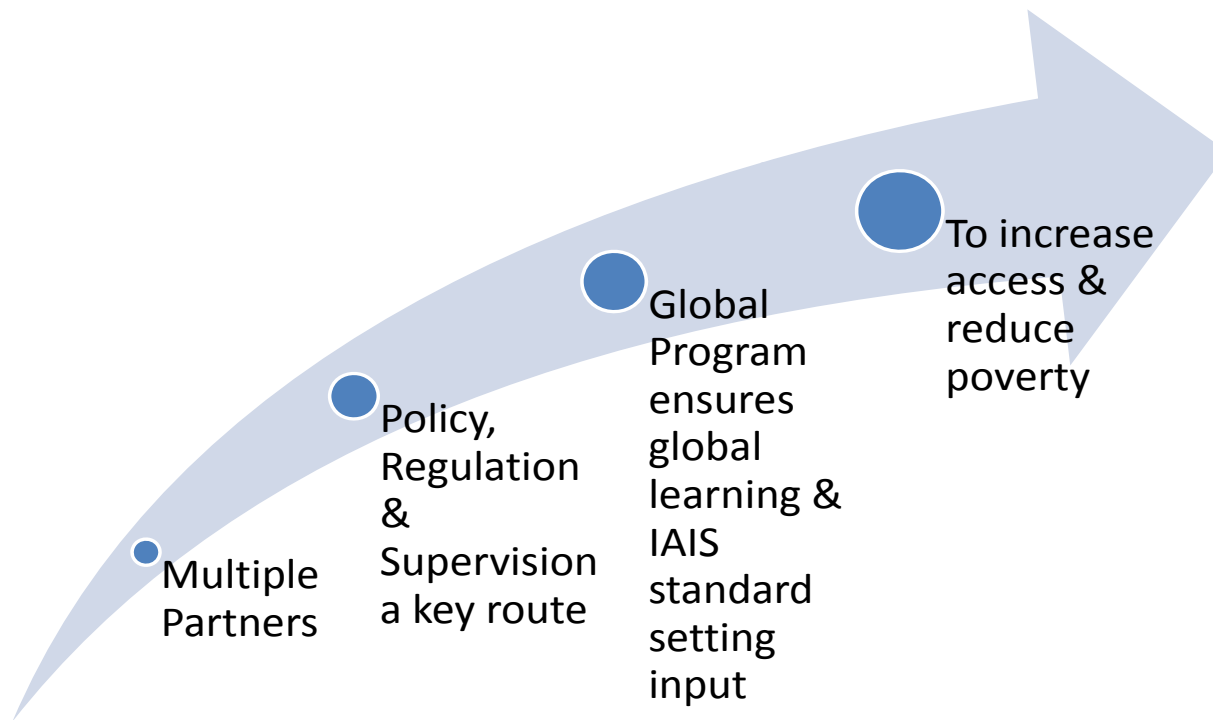 Multiple
Partners
Policy,
Regulation
&
Supervision
a key route
Global
Program
ensures
global
learning &
IAIS
standard
setting
input
To increase
access &
reduce
poverty